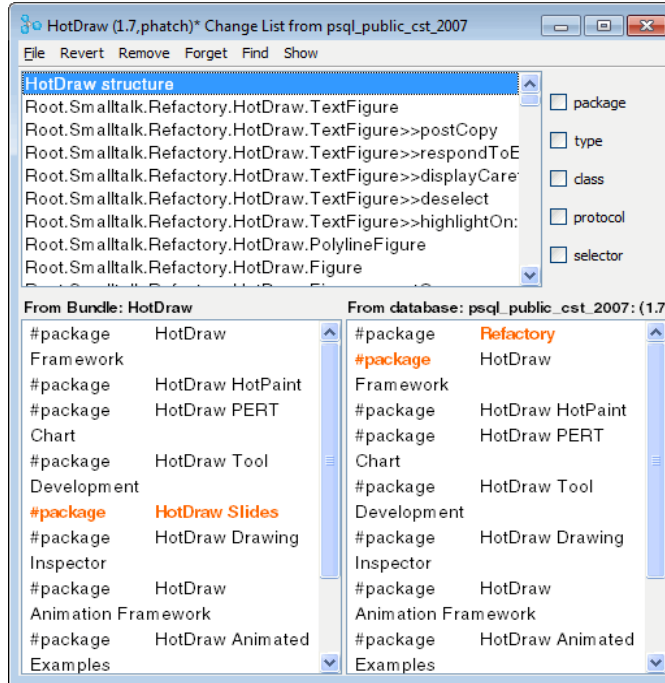 HotDraw (1.7,phatch)* Change List from psql_public_cst_2007
File Revert Remove Forget Find Show
HotDraw structure
Root.Smalltalk.Refactory.HotDraw.TextFigure
Root.Smalltalk.Refactory.HotDraw.TextFigure>>postCopy
Root.Smalltalk.Refactory.HotDraw.TextFigure>>respondToE
Root.Smalltalk.Refactory.HotDraw.TextFigure>>displayCare
Root.Smalltalk.Refactory.HotDraw.TextFigure>>deselect
Root.Smalltalk.Refactory.HotDraw.TextFigure>>highlightOn:
Root.Smalltalk.Refactory.HotDraw.PolylineFigure
Root.Smalltalk.Refactory.HotDraw.Figure
package
type
class
protocol
selector
From Bundle: HotDraw
#package HotDraw
Framework
#package HotDraw HotPaint
#package HotDraw PERT
Chart
#package HotDraw Tool
Development
#package HotDraw Slides
#package HotDraw Drawing
Inspector
#package HotDraw
Animation Framework
#package HotDraw Animated
Examples
From database: psql_public_cst_2007: (1.7
#package Refactory
#package HotDraw
Framework
#package HotDraw HotPaint
#package HotDraw PERT
Chart
#package HotDraw Tool
Development
#package HotDraw Drawing
Inspector
#package HotDraw
Animation Framework
#package HotDraw Animated
Examples